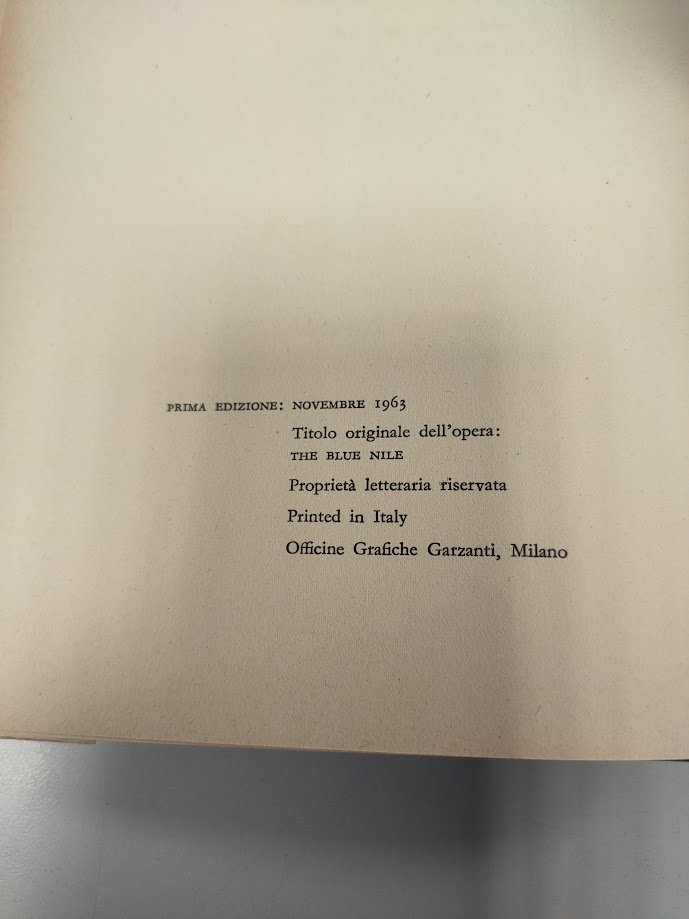 PRIMA EDIZIONE: NOVEMBRE 1963
Titolo originale dell'opera:
THE BLUE NILE
Proprietà letteraria riservata
Printed in Italy
Officine Grafiche Garzanti, Milano